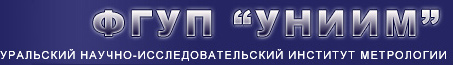 ФГУП “УНИИМ”
УРАЛЬСКИЙ НАУЧНО-ИССЛЕДОВАТЕЛЬСКИЙ ИНСТИТУТ МЕТРОЛОГИИ